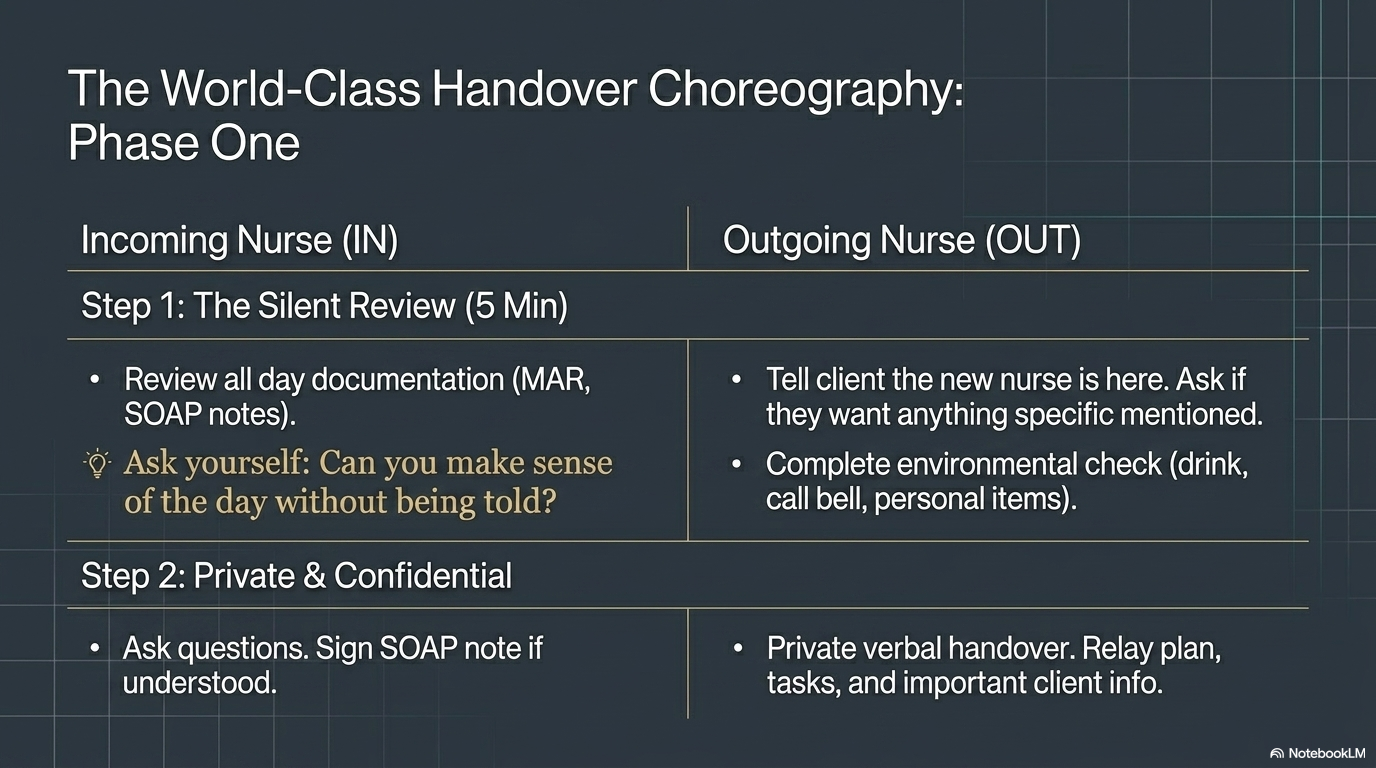 The World-Class Handover Choreography:
Phase One
Incoming Nurse (IN)
Outgoing Nurse (OUT)
Step 1: The Silent Review (5 Min)
• Review all day documentation (MAR,
SOAP notes).
Ask yourself: Can you make sense
of the day without being told?
• Tell client the new nurse is here. Ask if
they want anything specific mentioned.
• Complete environmental check (drink,
call bell, personal items).
Step 2: Private & Confidential
• Ask questions. Sign SOAP note if
understood.
• Private verbal handover. Relay plan,
tasks, and important client info.
NotebookLM